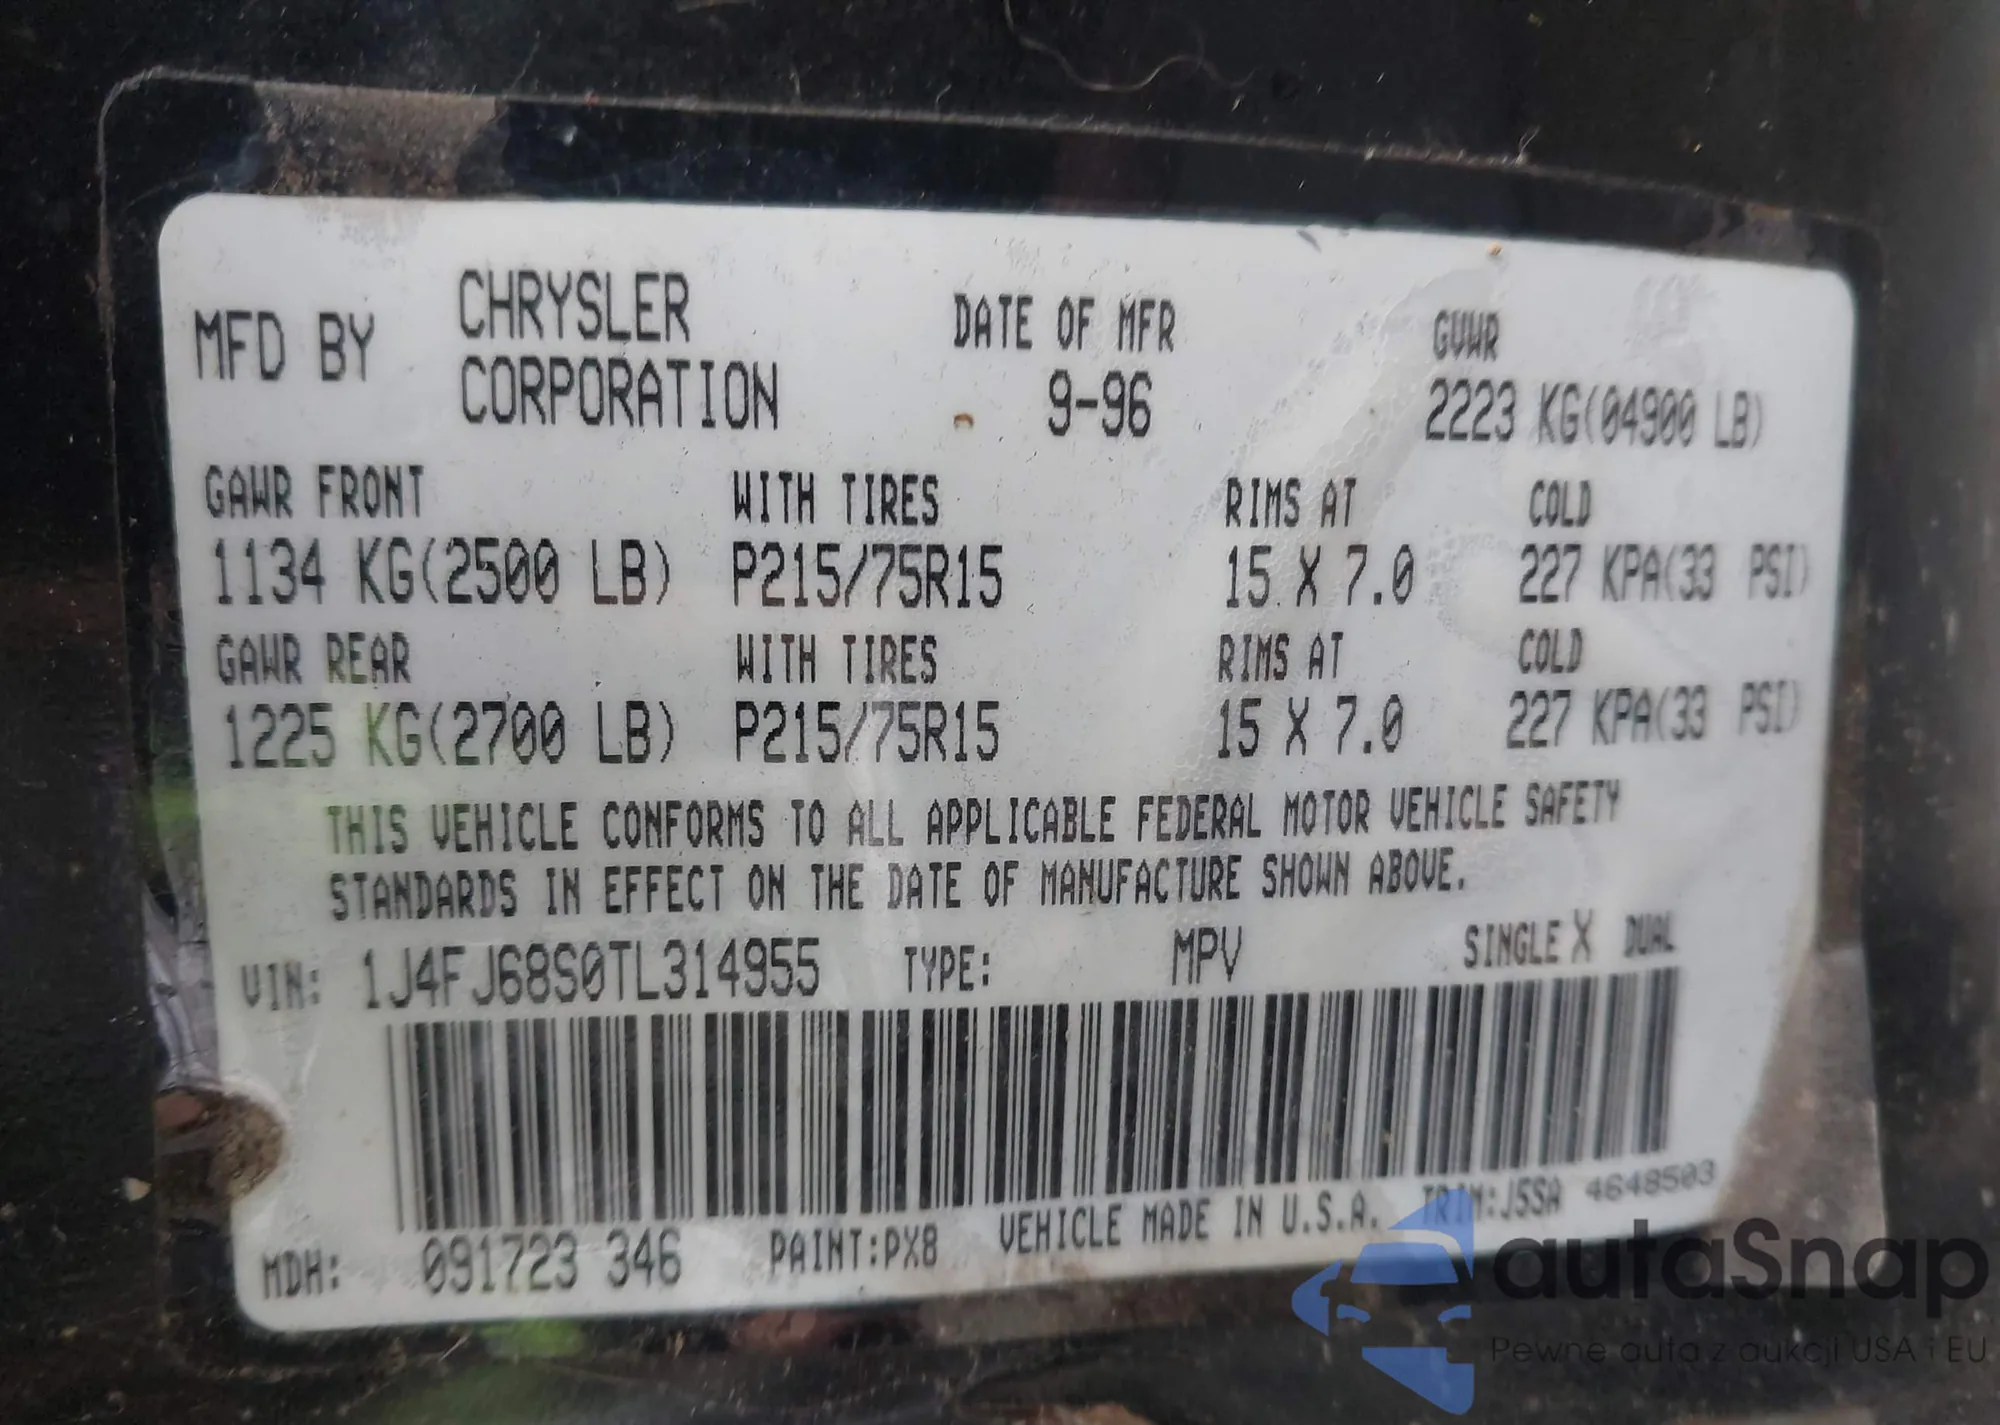 MFD BY CHRYSLER CORPORATION DATE OF MFR GVWR
9-96 2223 KG(04900 LB)
GAWR FRONT WITH TIRES RIMS AT COLD
1134 KG(2500 LB) P215/75R15 15 X 7.0 227 KPA(33 PSI)
GAWR REAR WITH TIRES RIMS AT COLD
1225 KG(2700 LB) P215/75R15 15 X 7.0 227 KPA(33 PSI)
THIS VEHICLE CONFORMS TO ALL APPLICABLE FEDERAL MOTOR VEHICLE SAFETY
STANDARDS IN EFFECT ON THE DATE OF MANUFACTURE SHOWN ABOVE.
VIN: 1J4FJ68S0TL314955 TYPE: MPV SINGLE X DUAL
MDH: 091723 346 PAINT:PX8 VEHICLE MADE IN U.S.A. TRIM:J5SA 4648503
autaSnap
Pewne auta z aukcji USA i EU